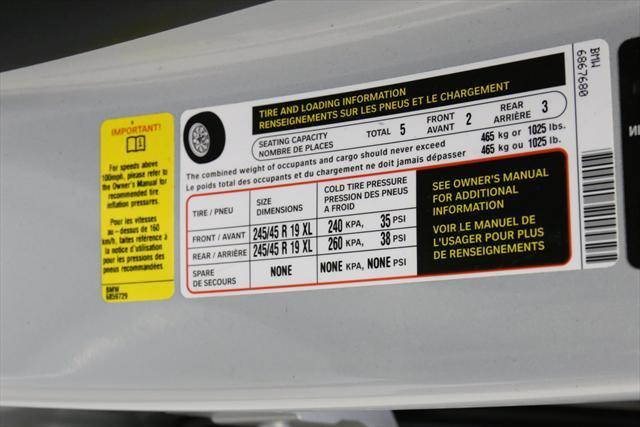 IMPORTANT!
For speeds above
100mph, please refer to
the Owner's Manual for
recommended tire
inflation pressures.
Pour les vitesses
au-dessus de 160
km/h, faites référence à
la notice d'utilisation
pour les pressions des
pneus recommandées.
BMW
6859729
TIRE AND LOADING INFORMATION
RENSEIGNEMENTS SUR LES PNEUS ET LE CHARGEMENT
SEATING CAPACITY
NOMBRE DE PLACES
TOTAL 5
FRONT
AVANT 2
REAR
ARRIÈRE 3
The combined weight of occupants and cargo should never exceed 465 kg or 1025 lbs.
Le poids total des occupants et du chargement ne doit jamais dépasser 465 kg ou 1025 lb.
TIRE / PNEU
SIZE
DIMENSIONS
COLD TIRE PRESSURE
PRESSION DES PNEUS
A FROID
FRONT / AVANT 245/45 R 19 XL 240 KPA, 35 PSI
REAR / ARRIÈRE 245/45 R 19 XL 260 KPA, 38 PSI
SPARE
DE SECOURS
NONE NONE KPA, NONE PSI
SEE OWNER'S MANUAL
FOR ADDITIONAL
INFORMATION
VOIR LE MANUEL DE
L'USAGER POUR PLUS
DE RENSEIGNEMENTS
BMW
6867680